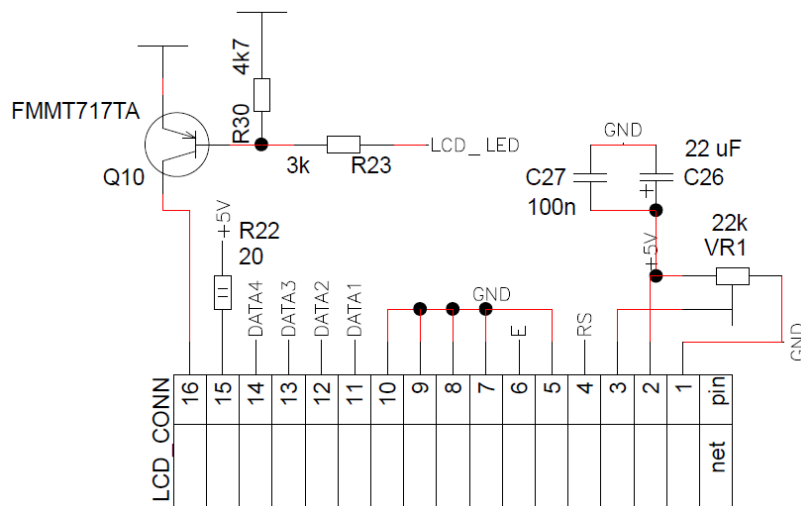 4k7
FMMT717TA
R30
LCD_LED
3k
R23
Q10
GND
22 uF
C27
C26
100n
+
+5V
R22
20
+5V
22k
VR1
DATA4
DATA3
DATA2
DATA1
GND
E
RS
GND
LCD_CONN
16
15
14
13
12
11
10
9
8
7
6
5
4
3
2
1
pin
net